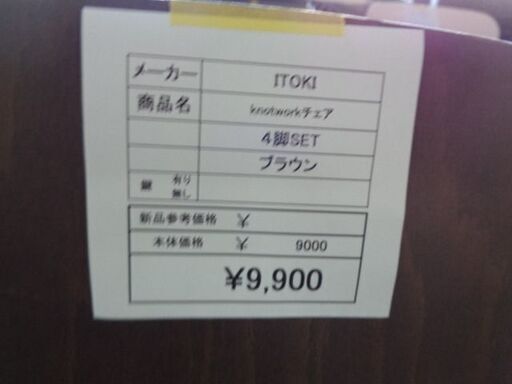 メーカー ITOKI
商品名 knotworkチェア
4脚SET
ブラウン
鍵 有り 無し
新品参考価格 ¥
本体価格 ¥ 9000
¥9,900